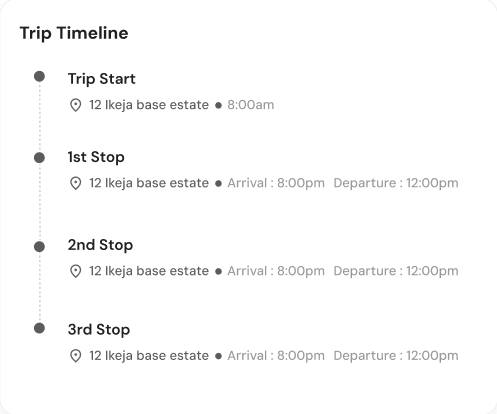 Trip Timeline
Trip Start
12 Ikeja base estate ● 8:00am
1st Stop
12 Ikeja base estate ● Arrival : 8:00pm Departure : 12:00pm
2nd Stop
12 Ikeja base estate ● Arrival : 8:00pm Departure : 12:00pm
3rd Stop
12 Ikeja base estate ● Arrival : 8:00pm Departure : 12:00pm